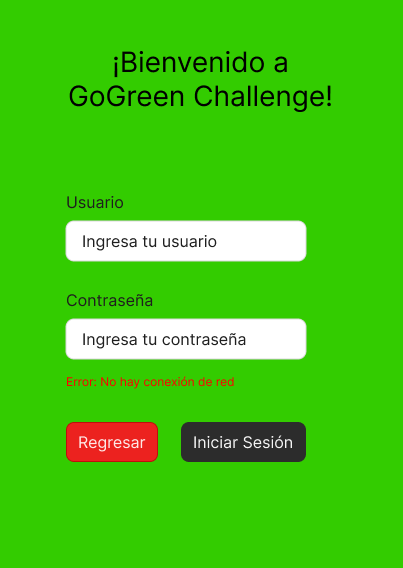 ¡Bienvenido a
GoGreen Challenge!
Usuario
Ingresa tu usuario
Contraseña
Ingresa tu contraseña
Error: No hay conexión de red
Regresar
Iniciar Sesión